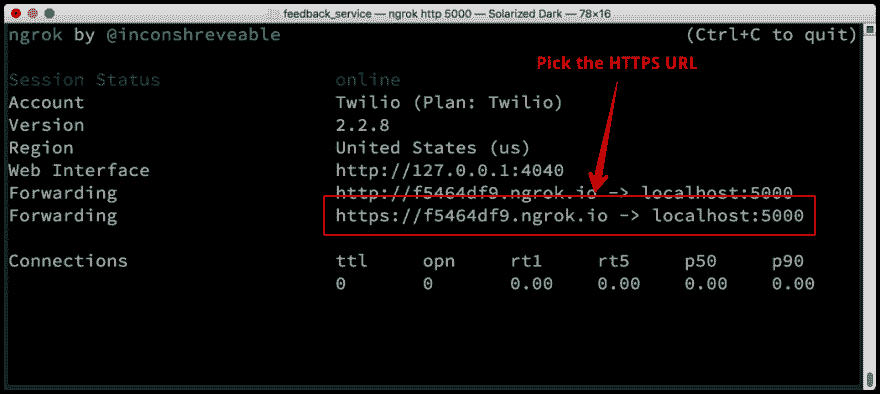 feedback_service — ngrok http 5000 — Solarized Dark — 78×16
ngrok by @inconshreveable (Ctrl+C to quit)
Pick the HTTPS URL
Session Status online
Account Twilio (Plan: Twilio)
Version 2.2.8
Region United States (us)
Web Interface http://127.0.0.1:4040
Forwarding http://f5464df9.ngrok.io -> localhost:5000
Forwarding https://f5464df9.ngrok.io -> localhost:5000
Connections ttl opn rt1 rt5 p50 p90
0 0 0.00 0.00 0.00 0.00